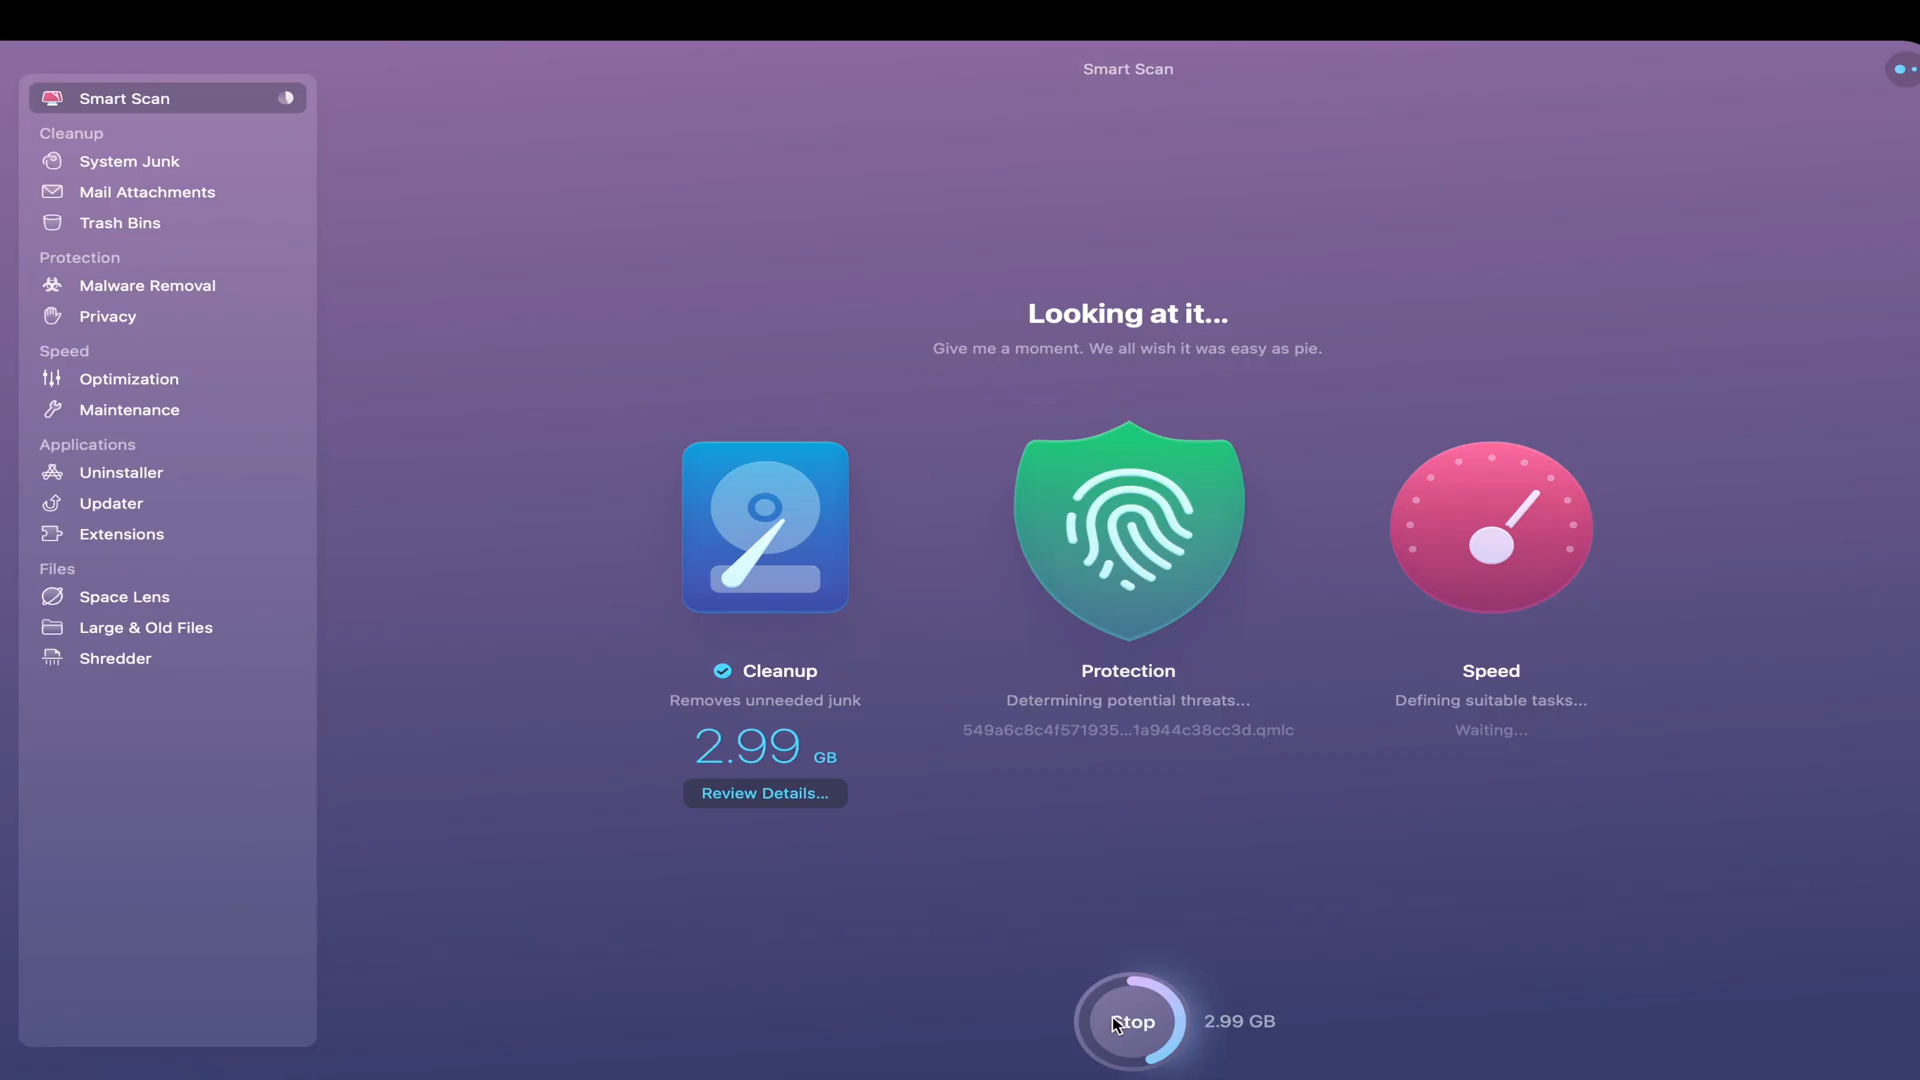 Smart Scan
Smart Scan
Cleanup
System Junk
Mail Attachments
Trash Bins
Protection
Malware Removal
Privacy
Speed
Optimization
Maintenance
Applications
Uninstaller
Updater
Extensions
Files
Space Lens
Large & Old Files
Shredder
Looking at it...
Give me a moment. We all wish it was easy as pie.
Cleanup
Removes unneeded junk
2.99 GB
Review Details...
Protection
Determining potential threats...
549a6c8c4f571935...1a944c38cc3d.qmlc
Speed
Defining suitable tasks...
Waiting...
Stop
2.99 GB